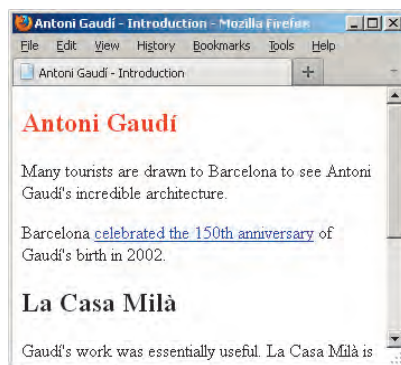 Antoni Gaudí - Introduction - Mozilla Firefox
File Edit View History Bookmarks Tools Help
Antoni Gaudí - Introduction
Antoni Gaudí
Many tourists are drawn to Barcelona to see Antoni
Gaudí's incredible architecture.
Barcelona celebrated the 150th anniversary of
Gaudí's birth in 2002.
La Casa Milà
Gaudí's work was essentially useful. La Casa Milà is